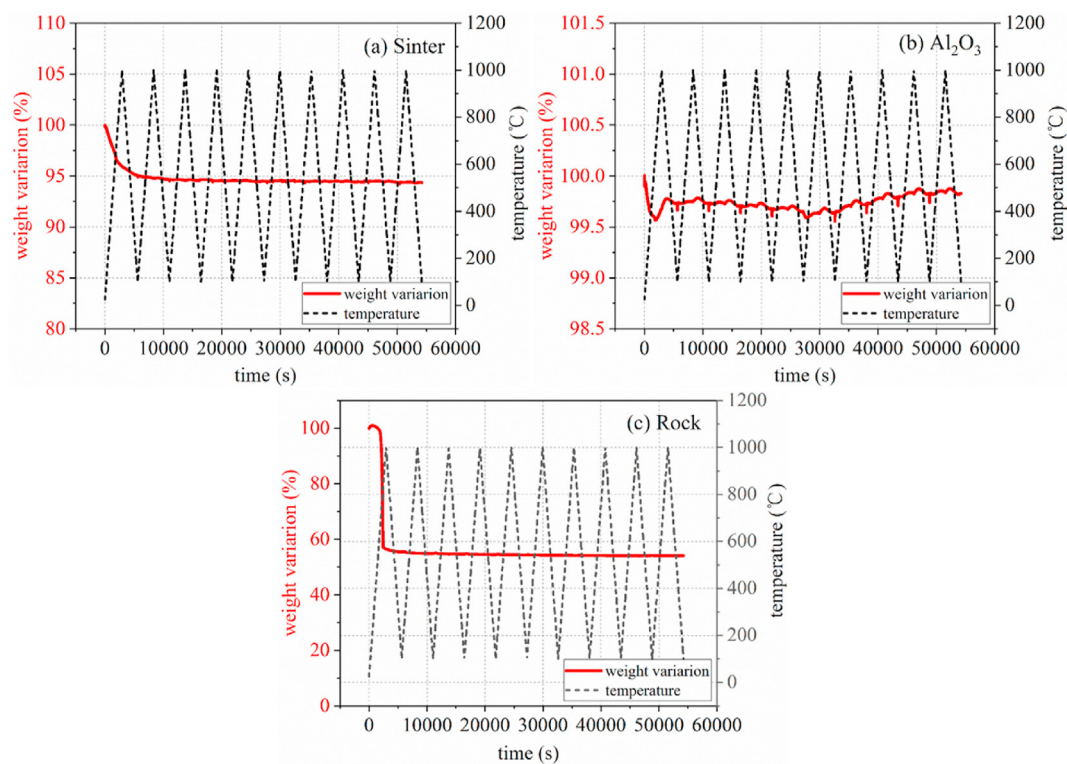 (a) Sinter
weight variarion (%)
110
105
100
95
90
85
80
1200
1000
800
600
400
200
0
temperature (℃)
weight variarion
temperature
0 10000 20000 30000 40000 50000 60000
time (s)
(b) Al₂O₃
weight variarion (%)
101.5
101.0
100.5
100.0
99.5
99.0
98.5
1200
1000
800
600
400
200
0
temperature (℃)
weight variarion
temperature
0 10000 20000 30000 40000 50000 60000
time (s)
(c) Rock
weight variarion (%)
100
80
60
40
20
0
1200
1000
800
600
400
200
0
temperature (℃)
weight variarion
temperature
0 10000 20000 30000 40000 50000 60000
time (s)